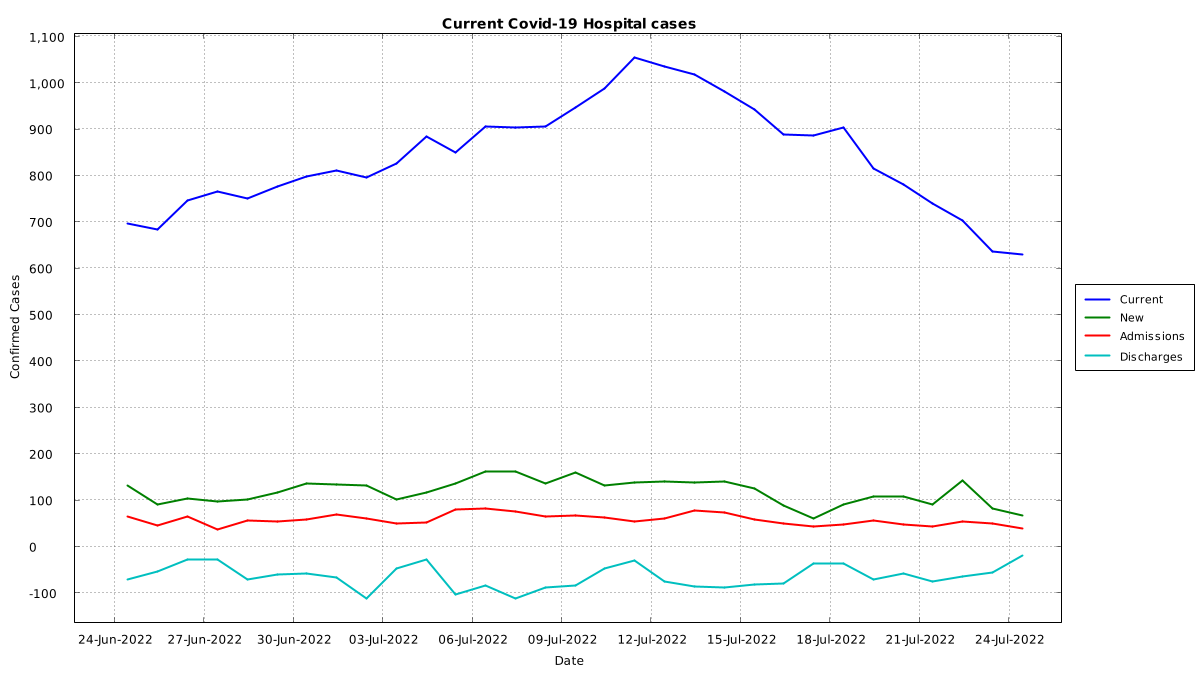 Current Covid-19 Hospital cases
1,100
1,000
900
800
700
600
500
400
300
200
100
0
-100
Confirmed Cases
24-Jun-2022 27-Jun-2022 30-Jun-2022 03-Jul-2022 06-Jul-2022 09-Jul-2022 12-Jul-2022 15-Jul-2022 18-Jul-2022 21-Jul-2022 24-Jul-2022
Date
Current
New
Admissions
Discharges